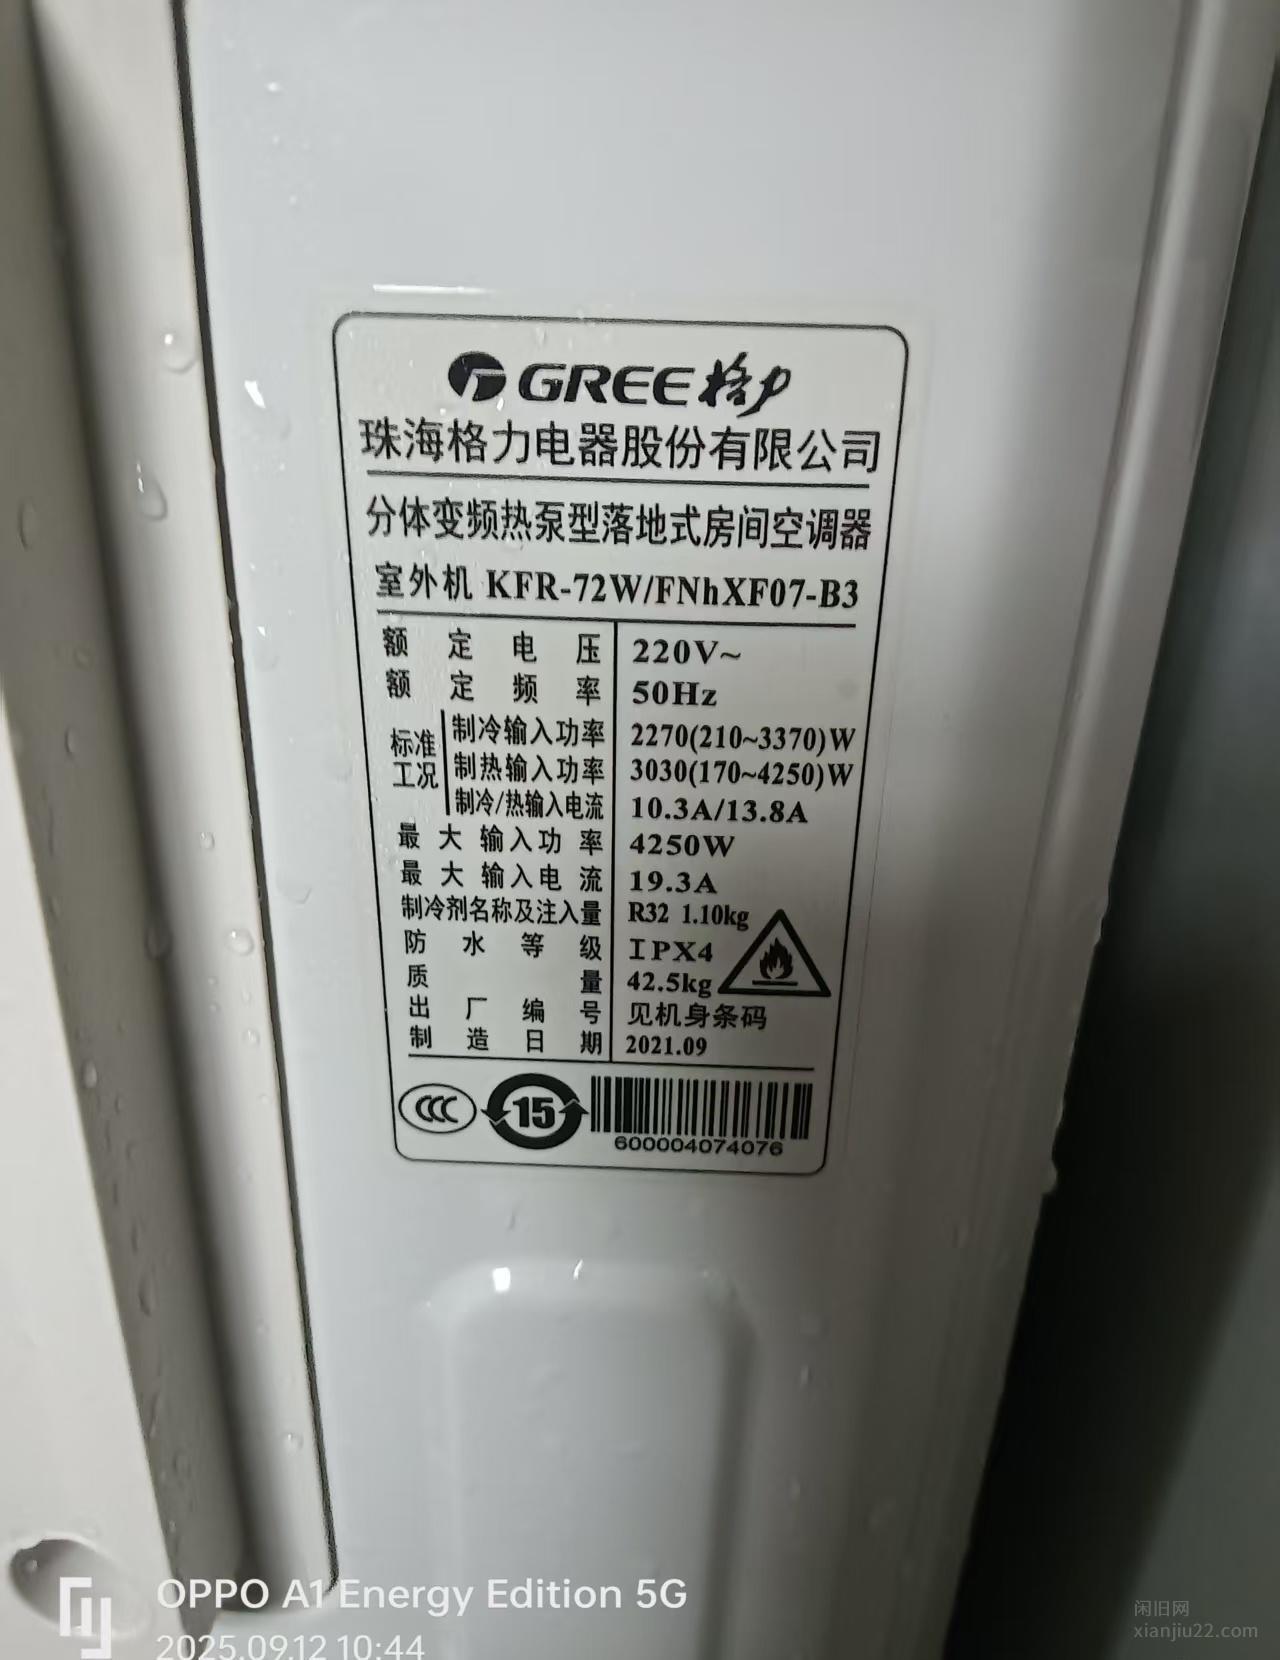 GREE 格力
珠海格力电器股份有限公司
分体变频热泵型落地式房间空调器
室外机 KFR-72W/FNhXF07-B3
额定电压 220V~
额定频率 50Hz
标准工况 制冷输入功率 2270(210~3370)W
制热输入功率 3030(170~4250)W
制冷/热输入电流 10.3A/13.8A
最大输入功率 4250W
最大输入电流 19.3A
制冷剂名称及注入量 R32 1.10kg
防水等级 IPX4
质量 42.5kg
出厂编号 见机身条码
制造日期 2021.09
CCC 15
600004074076
OPPO A1 Energy Edition 5G
2025.09.12 10:44
闲旧网
xianjiu22.com